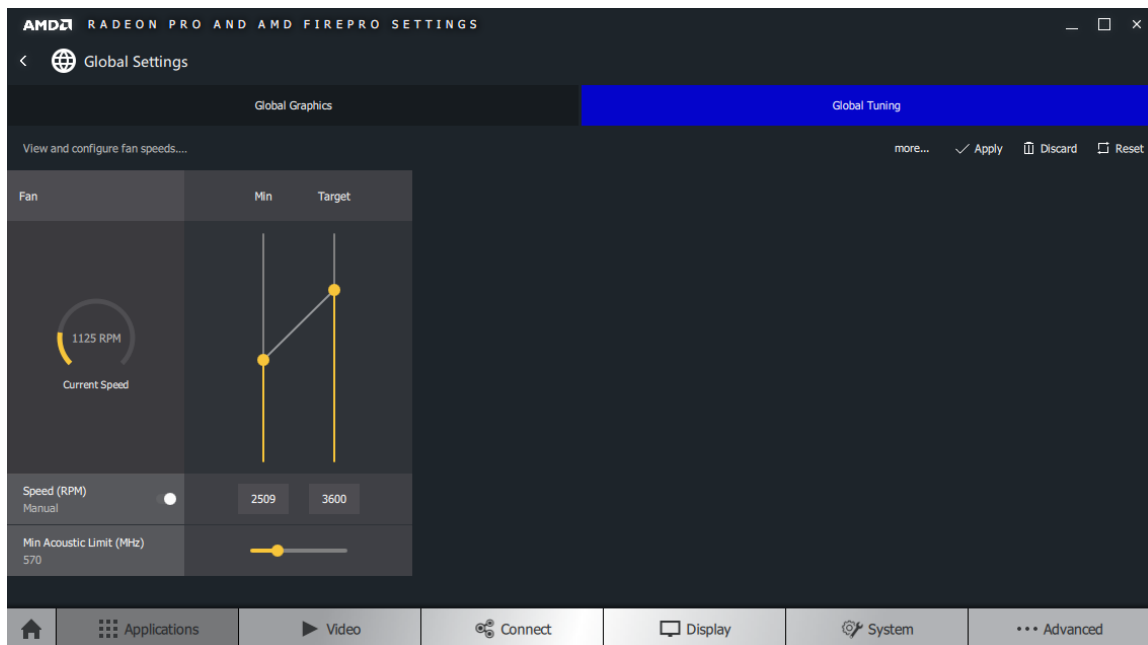 AMD RADEON PRO AND AMD FIREPRO SETTINGS
Global Settings
Global Graphics
Global Tuning
View and configure fan speeds....
more...
Apply
Discard
Reset
Fan
Min
Target
1125 RPM
Current Speed
Speed (RPM)
Manual
2509
3600
Min Acoustic Limit (MHz)
570
Applications
Video
Connect
Display
System
Advanced